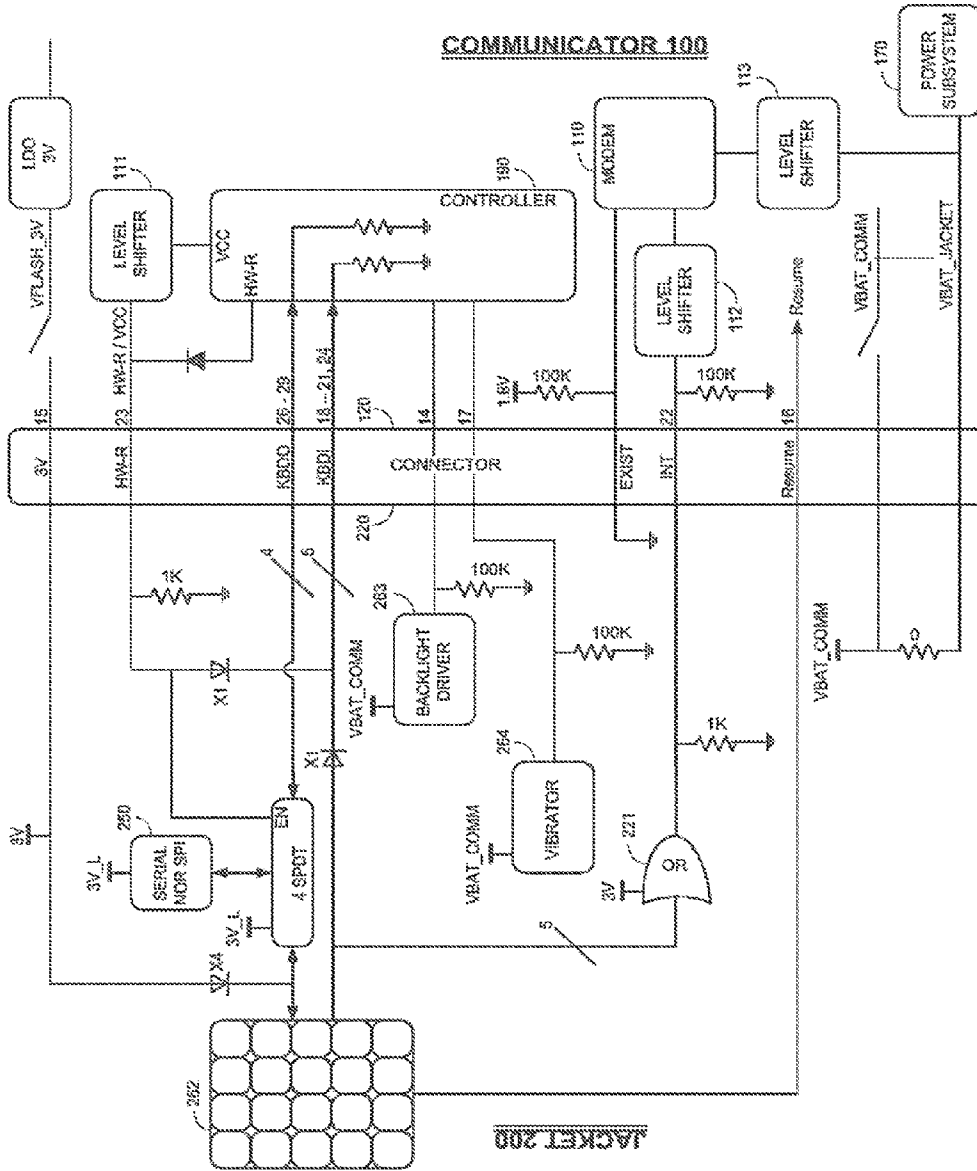 COMMUNICATOR 100
LDO
3V
VFLASH_3V
15
3V
3V
111
LEVEL
SHIFTER
HW-R / VCC
23
HW-R
1K
VCC
HW-R
190
CONTROLLER
26 - 29
KBDO
4
18 - 21, 24
KBDI
5
120
220
CONNECTOR
14
17
X1
X1
EN
4 SPDT
3V_L
250
SERIAL
NOR SPI
3V_L
X4
262
263
BACKLIGHT
DRIVER
VBAT_COMM
100K
264
VIBRATOR
VBAT_COMM
100K
110
MODEM
1.8V
100K
EXIST
LEVEL
SHIFTER
112
100K
22
INT
1K
221
OR
3V
5
113
LEVEL
SHIFTER
16
Resume
Resume
170
POWER
SUBSYSTEM
VBAT_COMM
VBAT_JACKET
VBAT_COMM
0
JACKET 200